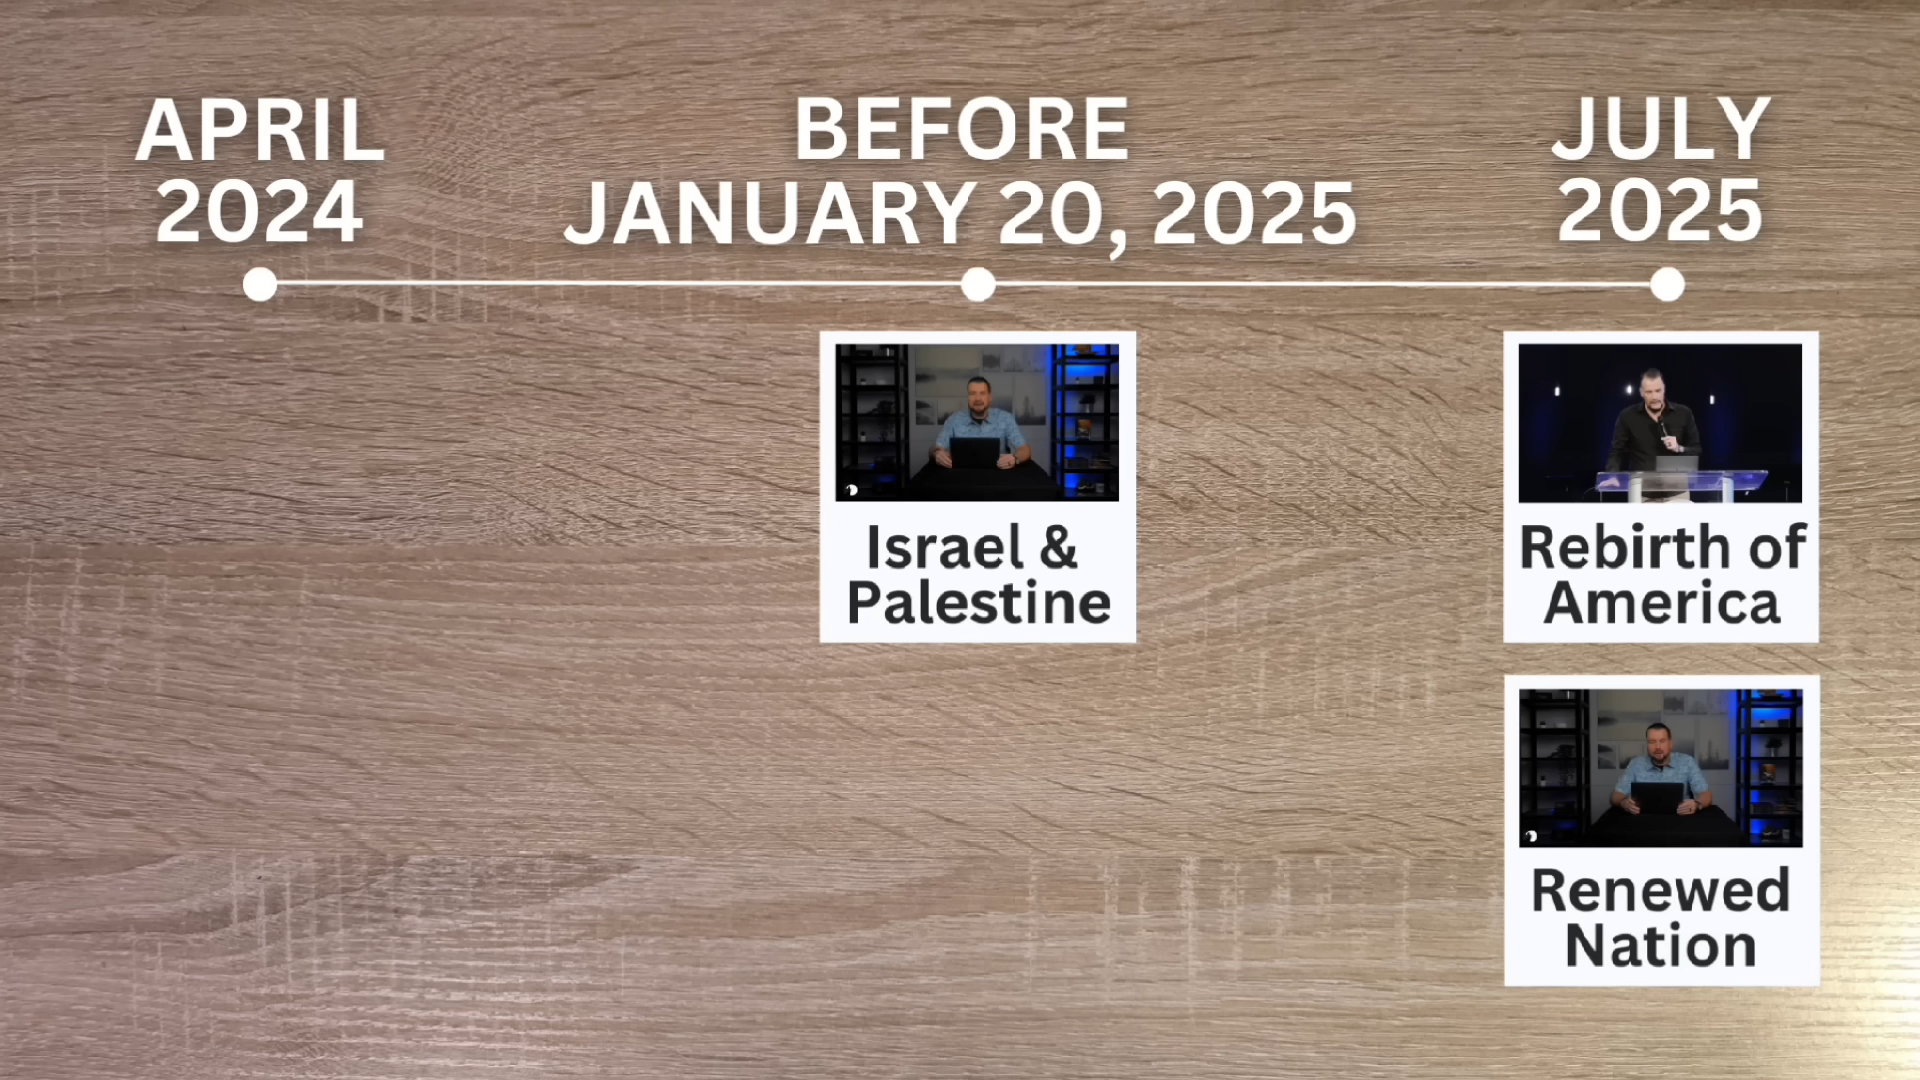 APRIL
2024
BEFORE
JANUARY 20, 2025
JULY
2025
Israel &
Palestine
Rebirth of
America
Renewed
Nation